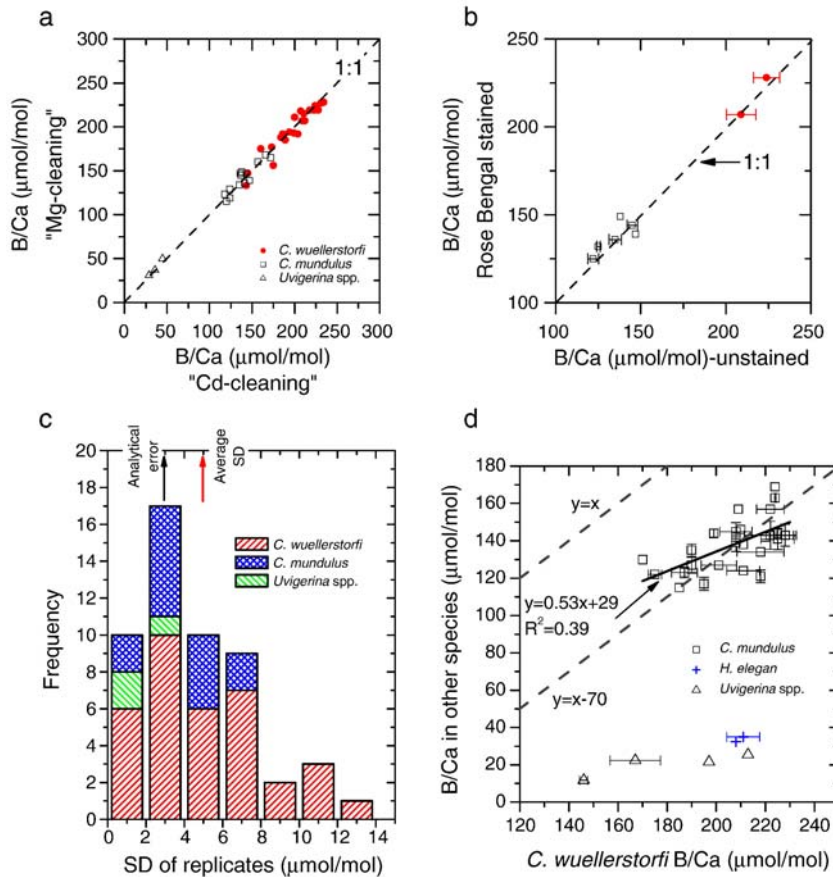 a
300
250
200
150
100
50
0
B/Ca (μmol/mol)
"Mg-cleaning"
1:1
C. wuellerstorfi
C. mundulus
Uvigerina spp.
0 50 100 150 200 250 300
B/Ca (μmol/mol)
"Cd-cleaning"
b
250
200
150
100
B/Ca (μmol/mol)
Rose Bengal stained
1:1
100 150 200 250
B/Ca (μmol/mol)-unstained
c
Analytical
error
Average
SD
20
18
16
14
12
10
8
6
4
2
0
Frequency
C. wuellerstorfi
C. mundulus
Uvigerina spp.
0 2 4 6 8 10 12 14
SD of replicates (μmol/mol)
d
180
160
140
120
100
80
60
40
20
0
B/Ca in other species (μmol/mol)
y=x
y=0.53x+29
R²=0.39
C. mundulus
H. elegan
Uvigerina spp.
y=x-70
120 140 160 180 200 220 240
C. wuellerstorfi B/Ca (μmol/mol)